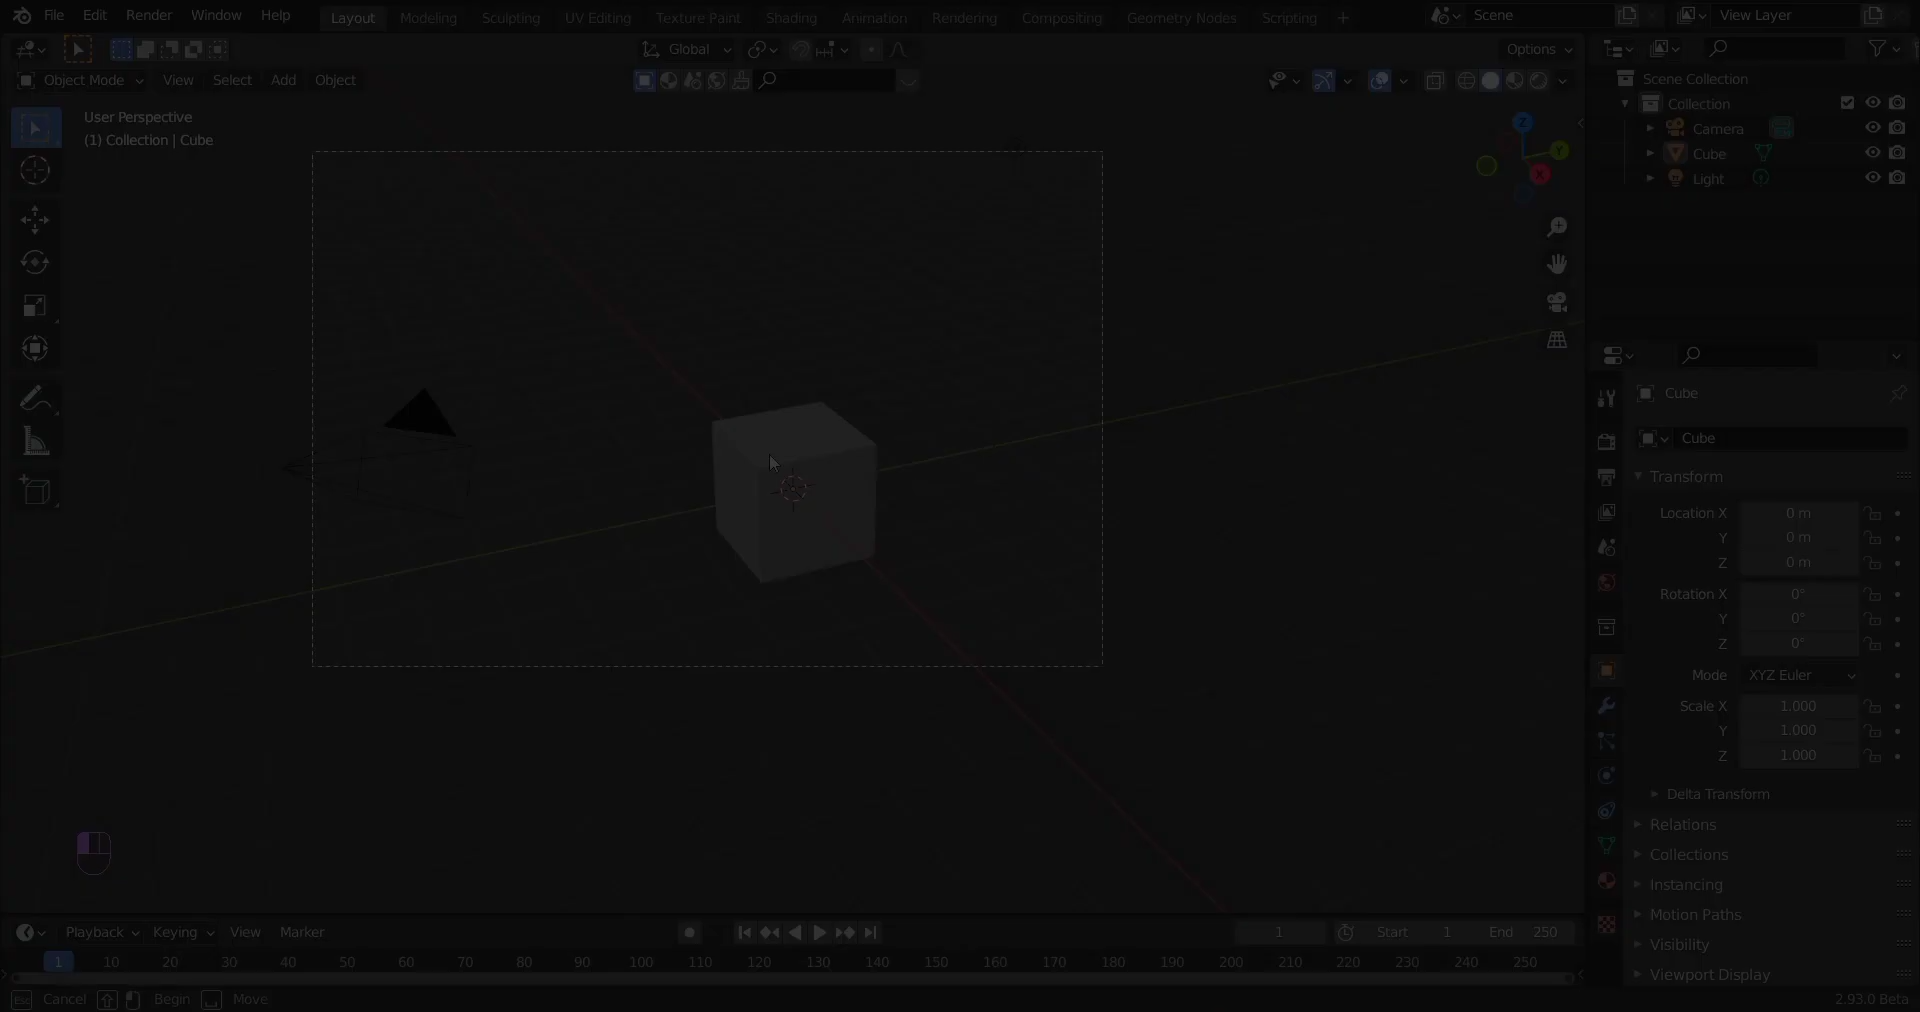 File Edit Render Window Help Layout Modeling Sculpting UV Editing Texture Paint Shading Animation Rendering Compositing Geometry Nodes Scripting + Scene View Layer
Global Options
Object Mode View Select Add Object
Scene Collection
User Perspective
(1) Collection | Cube
Collection
Camera
Cube
Light
Z
Y
X
Cube
Cube
Transform
Location X 0 m
Y 0 m
Z 0 m
Rotation X 0°
Y 0°
Z 0°
Mode XYZ Euler
Scale X 1.000
Y 1.000
Z 1.000
Delta Transform
Relations
Collections
Instancing
Motion Paths
Visibility
Viewport Display
Playback Keying View Marker 1 Start 1 End 250
1 10 20 30 40 50 60 70 80 90 100 110 120 130 140 150 160 170 180 190 200 210 220 230 240 250
Esc Cancel Begin Move 2.93.0 Beta